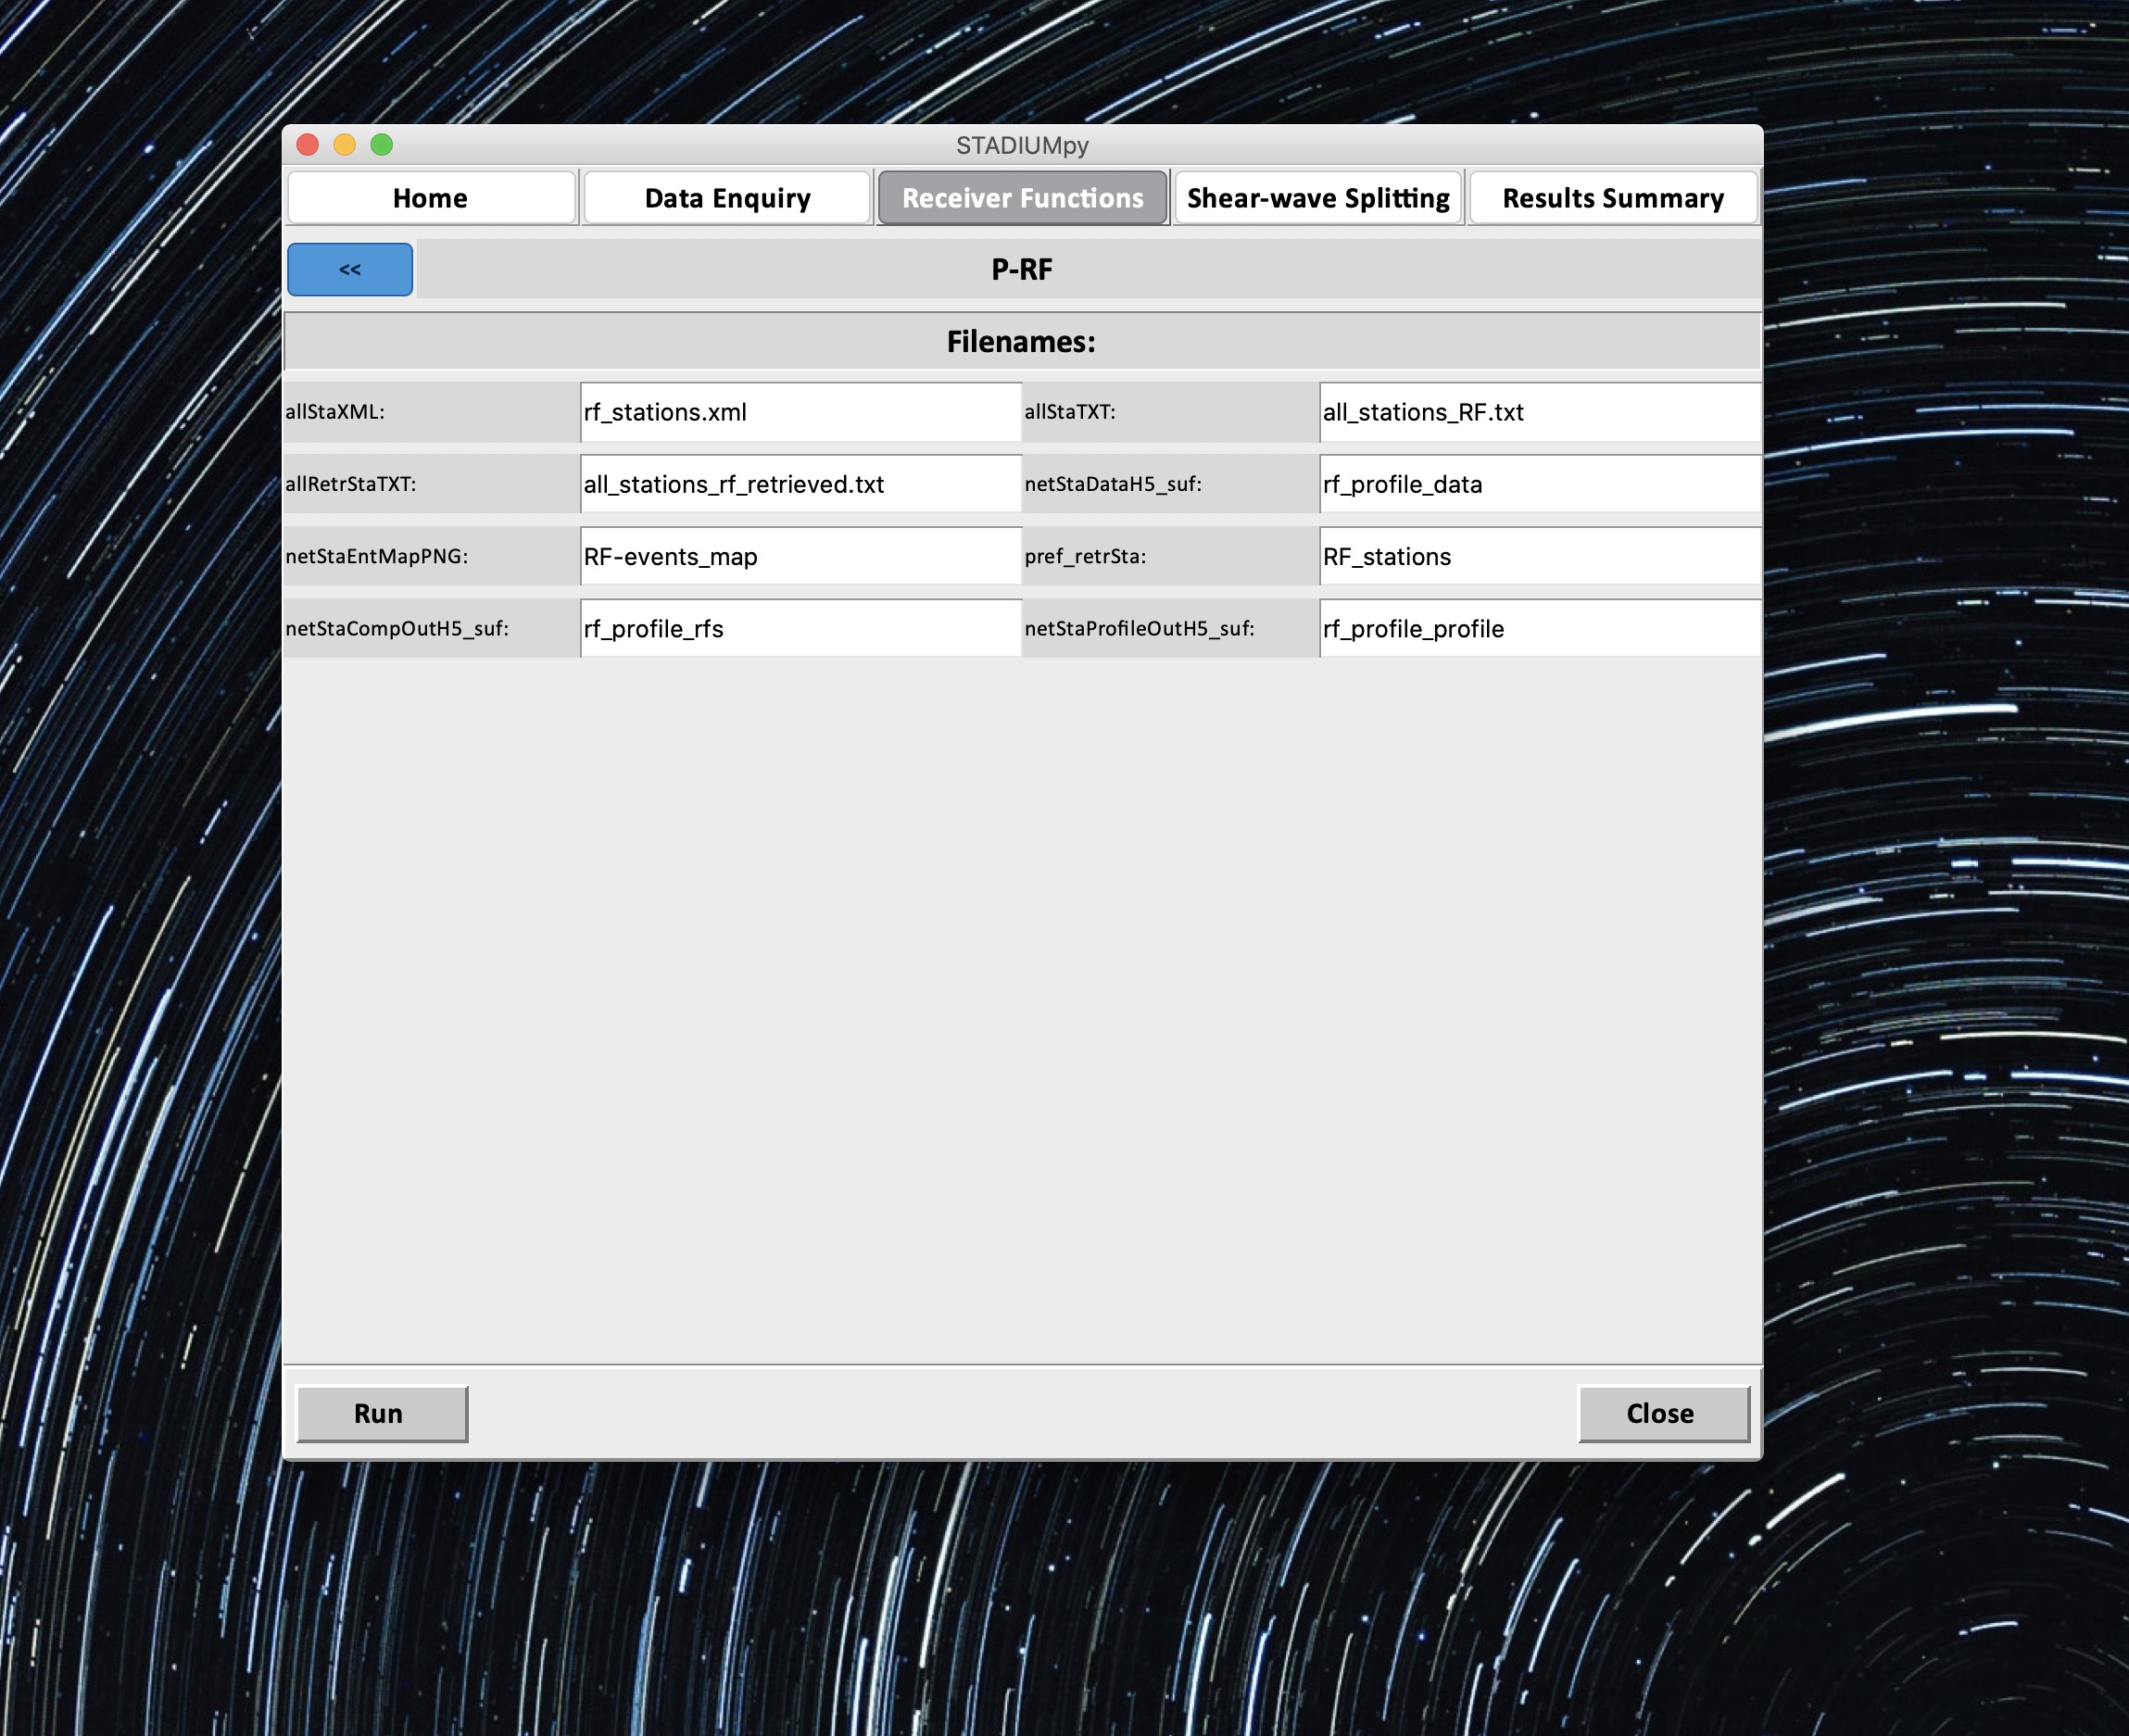 STADIUMpy
Home Data Enquiry Receiver Functions Shear-wave Splitting Results Summary
<< P-RF
Filenames:
allStaXML: rf_stations.xml allStaTXT: all_stations_RF.txt
allRetrStaTXT: all_stations_rf_retrieved.txt netStaDataH5_suf: rf_profile_data
netStaEntMapPNG: RF-events_map pref_retrSta: RF_stations
netStaCompOutH5_suf: rf_profile_rfs netStaProfileOutH5_suf: rf_profile_profile
Run Close